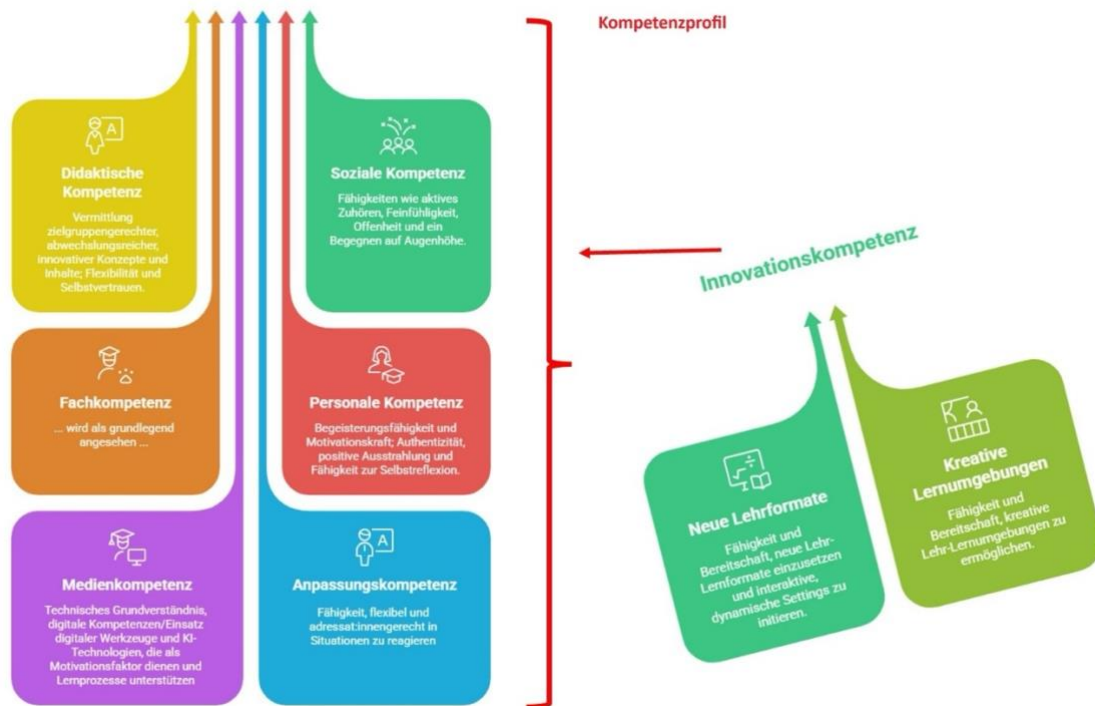 Kompetenzprofil
Didaktische
Kompetenz
Vermittlung
zielgruppengerechter,
abwechslungsreicher,
innovativer Konzepte und
Inhalte; Flexibilität und
Selbstvertrauen.
Soziale Kompetenz
Fähigkeiten wie aktives
Zuhören, Feinfühligkeit,
Offenheit und ein
Begegnen auf Augenhöhe.
Fachkompetenz
... wird als grundlegend
angesehen ...
Personale Kompetenz
Begeisterungsfähigkeit und
Motivationskraft; Authentizität,
positive Ausstrahlung und
Fähigkeit zur Selbstreflexion.
Medienkompetenz
Technisches Grundverständnis,
digitale Kompetenzen/Einsatz
digitaler Werkzeuge und KI-
Technologien, die als
Motivationsfaktor dienen und
Lernprozesse unterstützen
Anpassungskompetenz
Fähigkeit, flexibel und
adressat:innengerecht in
Situationen zu reagieren
Innovationskompetenz
Neue Lehrformate
Fähigkeit und
Bereitschaft, neue Lehr-
Lernformate einzusetzen
und interaktive,
dynamische Settings zu
initiieren.
Kreative
Lernumgebungen
Fähigkeit und
Bereitschaft, kreative
Lehr-Lernumgebungen zu
ermöglichen.